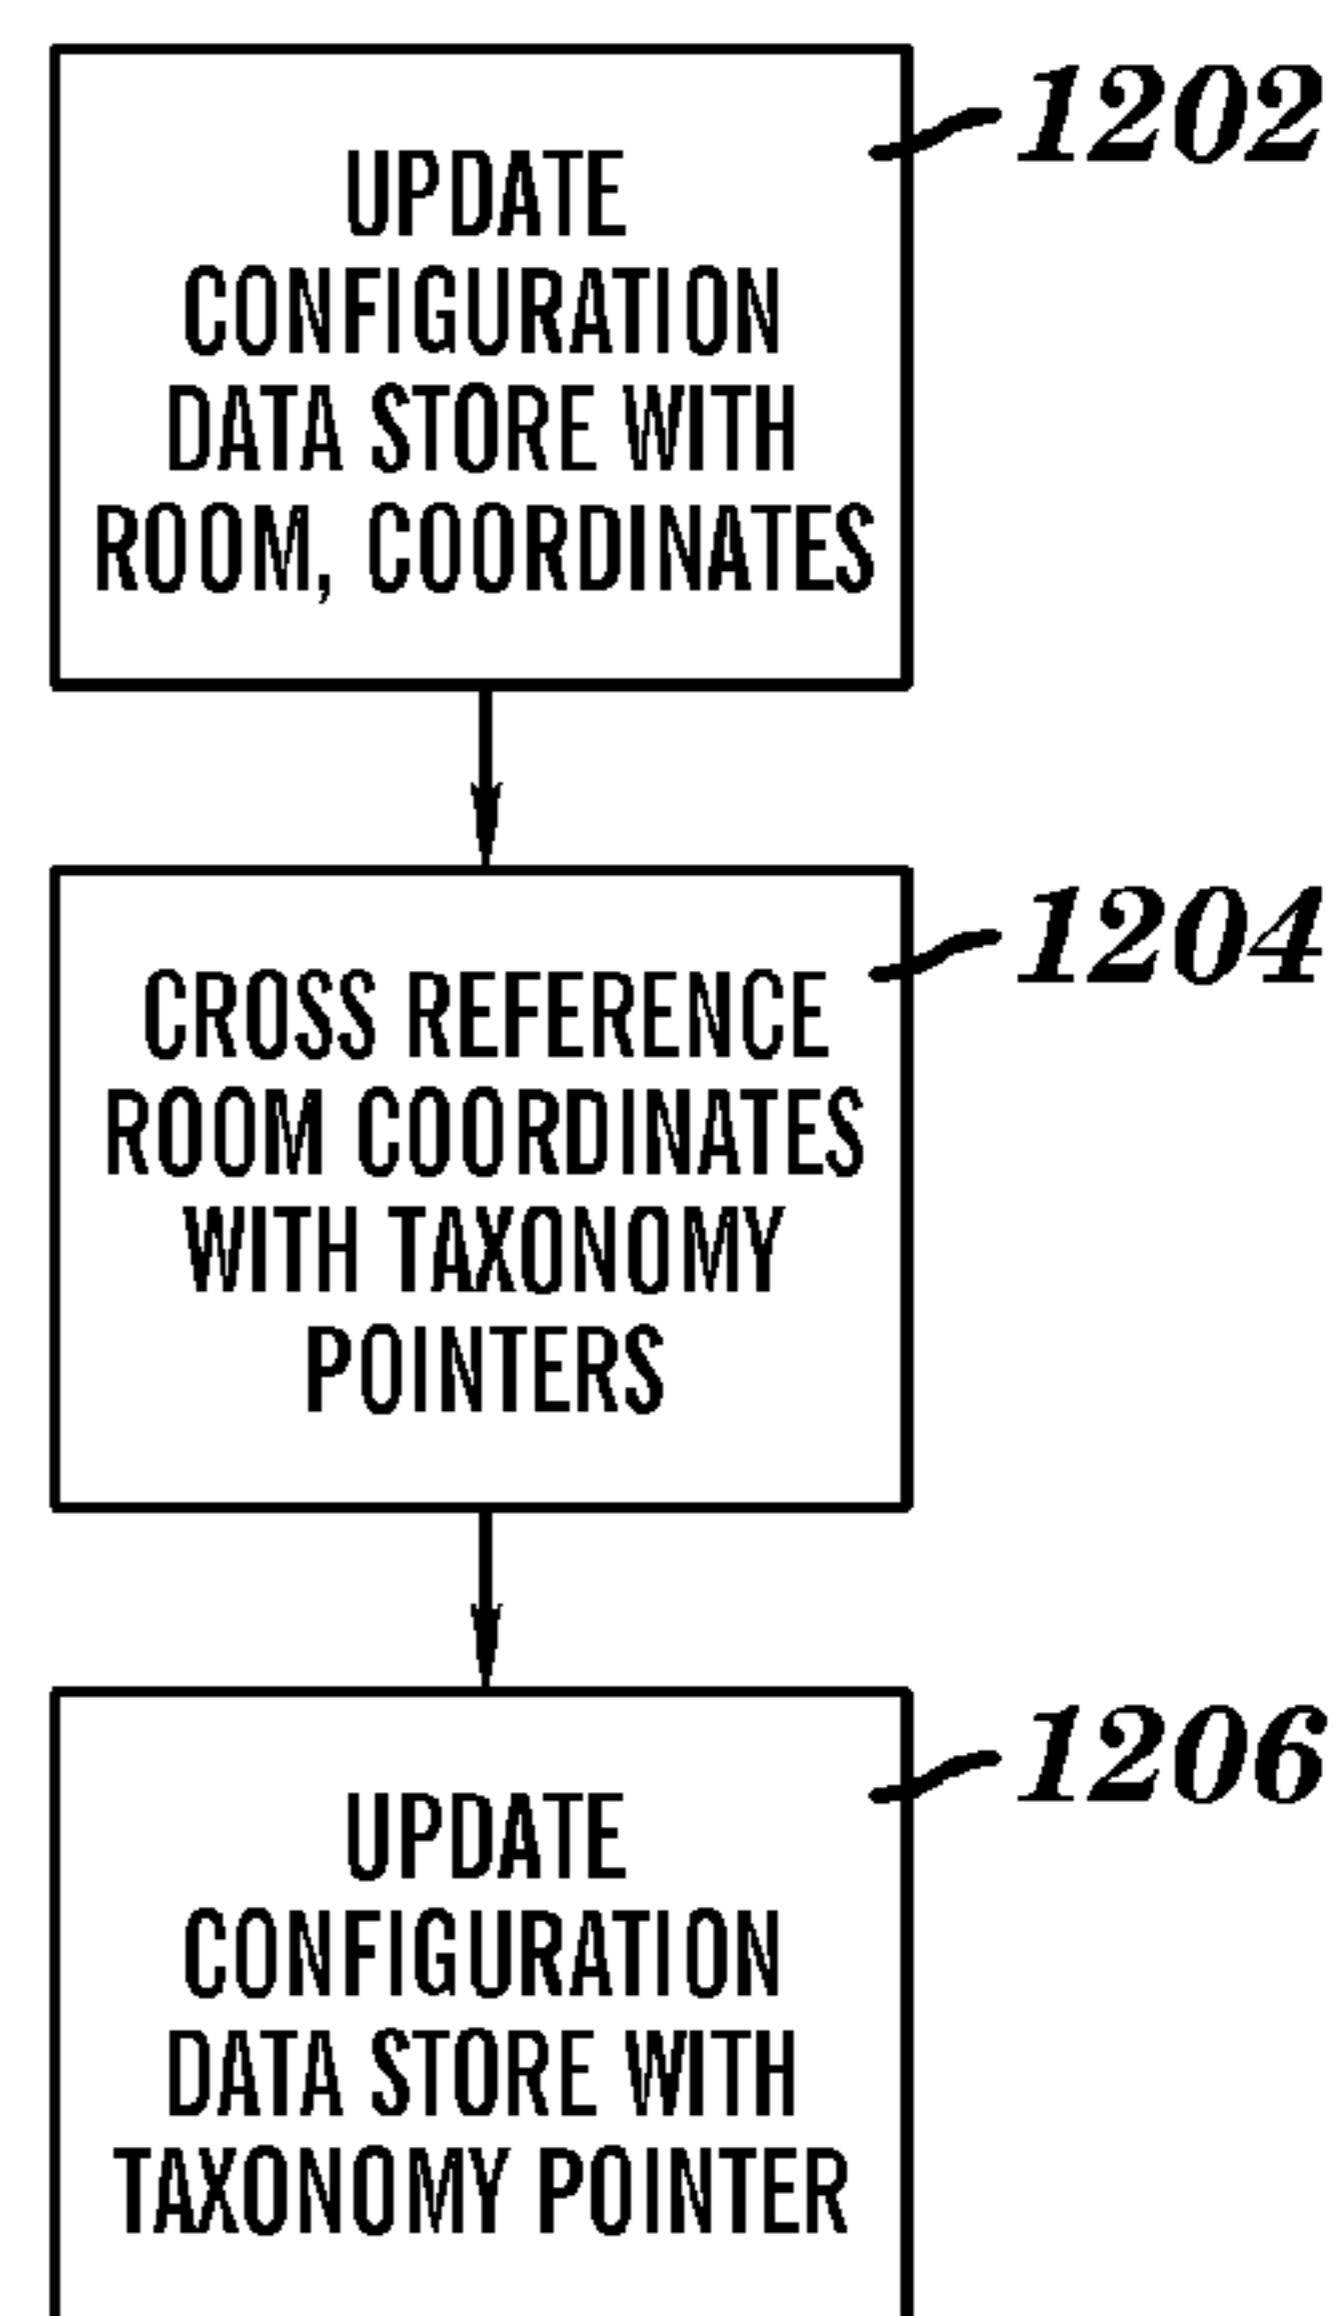 1202
UPDATE
CONFIGURATION
DATA STORE WITH
ROOM, COORDINATES
1204
CROSS REFERENCE
ROOM COORDINATES
WITH TAXONOMY
POINTERS
1206
UPDATE
CONFIGURATION
DATA STORE WITH
TAXONOMY POINTER